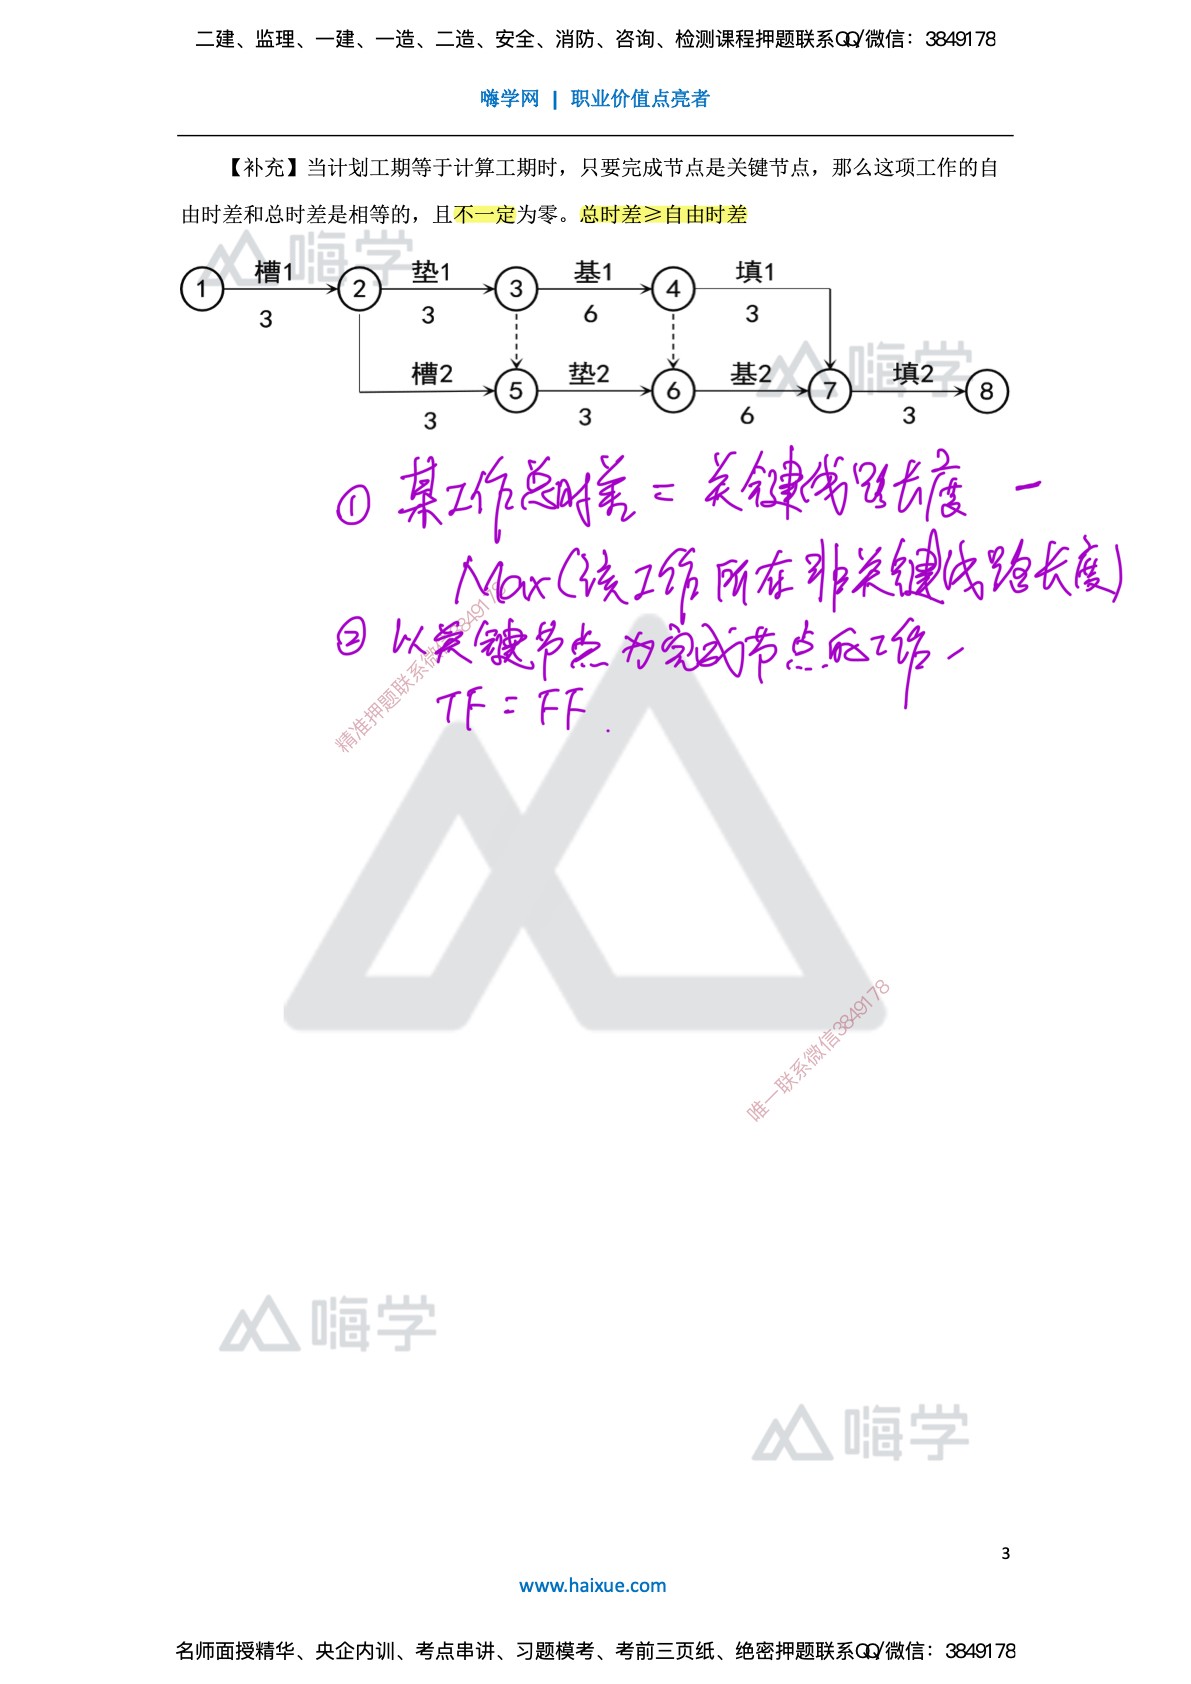 二建、监理、一建、一造、二造、安全、消防、咨询、检测课程押题联系QQ/微信：3849178
嗨学网 | 职业价值点亮者
【补充】当计划工期等于计算工期时，只要完成节点是关键节点，那么这项工作的自
由时差和总时差是相等的，且不一定为零。总时差≥自由时差
嗨学
槽1 垫1 基1 填1
1 2 3 4
3 3 6 3
嗨学
槽2 垫2 基2 填2
5 6 7 8
3 3 6 3
① 某工作总时差 = 关键线路长度 -
Max(该工作所在非关键线路长度)
② 以关键节点为完成节点的工作，
TF = FF.
精准押题联系微信3849178
唯一联系微信3849178
嗨学
嗨学
3
www.haixue.com
名师面授精华、央企内训、考点串讲、习题模考、考前三页纸、绝密押题联系QQ/微信：3849178